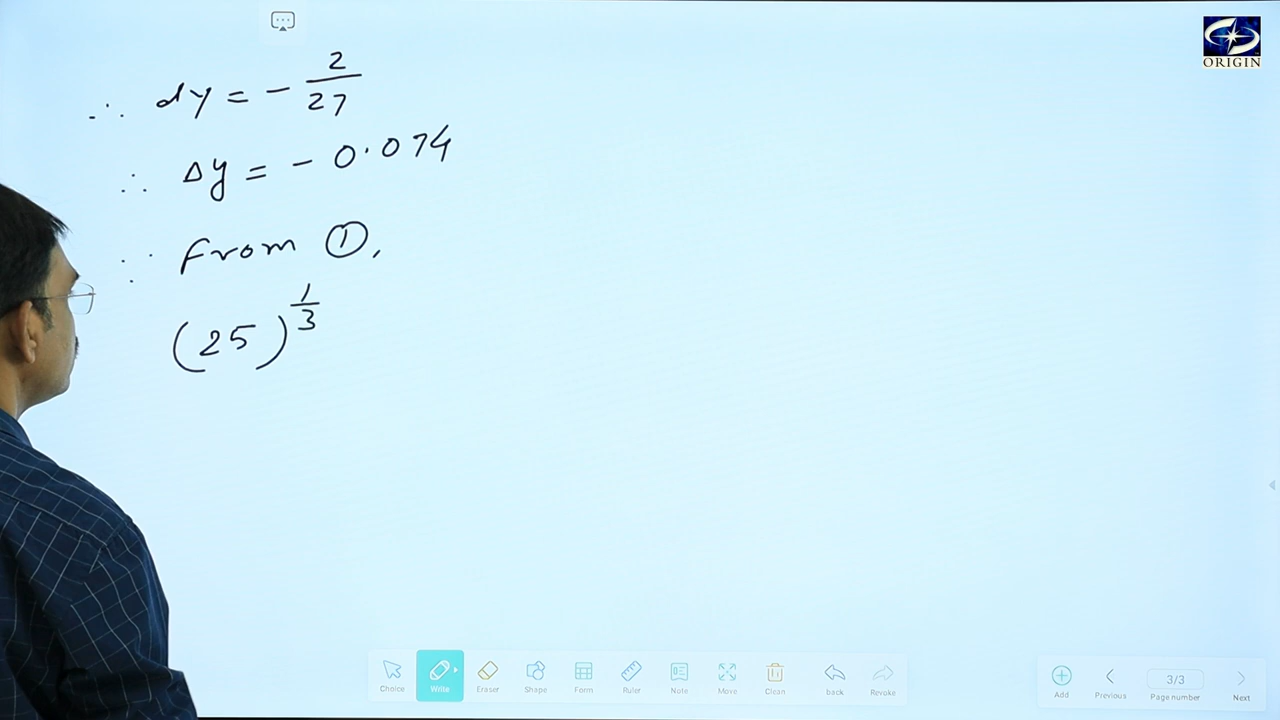 ∴ dy = - 2/27
∴ Δy = - 0.074
∵ From ①,
(25)^(1/3)
ORIGIN
Choice
Write
Eraser
Shape
Form
Ruler
Note
Move
Clean
back
Revoke
Add
Previous
3/3
Page number
Next